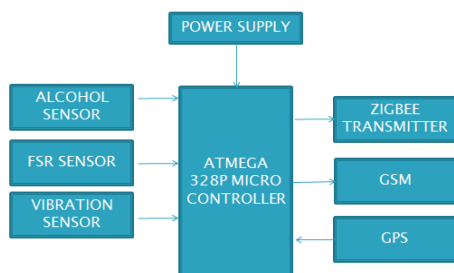 POWER SUPPLY
ALCOHOL
SENSOR
FSR SENSOR
VIBRATION
SENSOR
ATMEGA
328P MICRO
CONTROLLER
ZIGBEE
TRANSMITTER
GSM
GPS